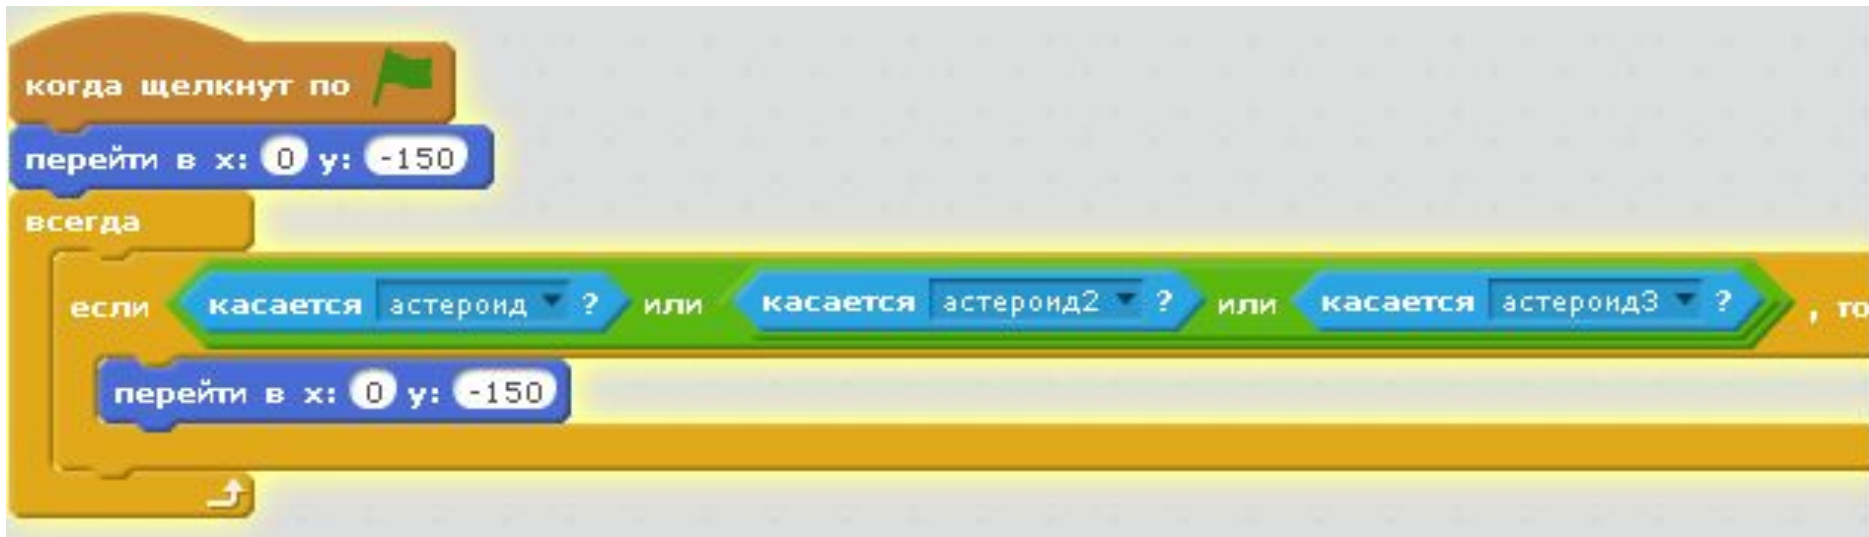 когда щелкнут по
перейти в x: 0 y: -150
всегда
если касается астероид ? или касается астероид2 ? или касается астероид3 ? , то
перейти в x: 0 y: -150